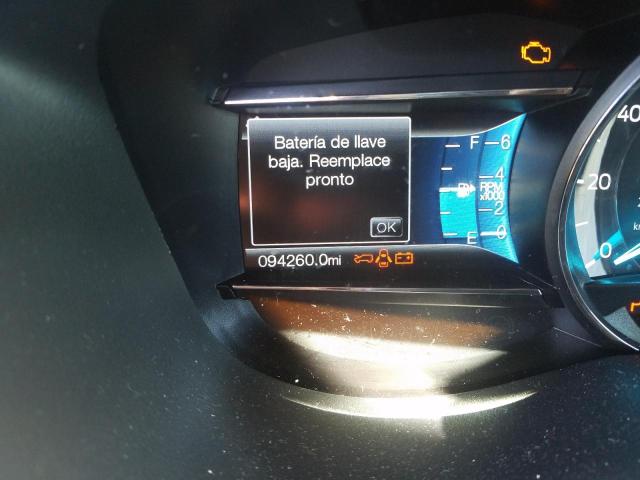 Batería de llave
baja. Reemplace
pronto
OK
F
E
6
4
RPM
x1000
2
0
094260.0mi
40
20
0